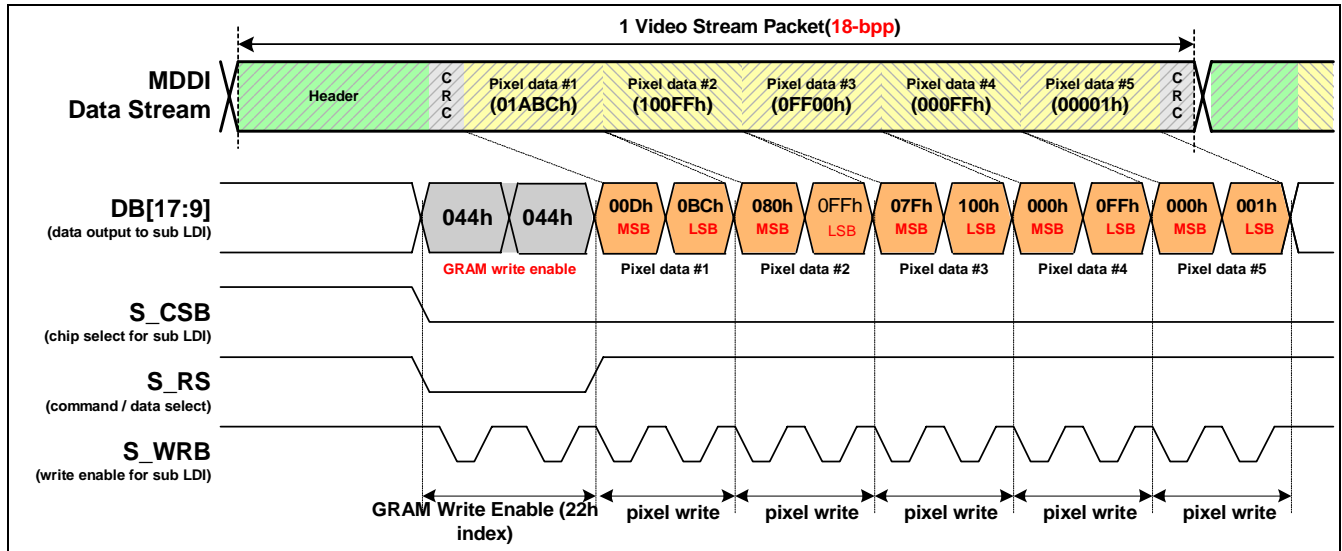 1 Video Stream Packet(18-bpp)
MDDI
Data Stream
Header
C
R
C
Pixel data #1
(01ABCh)
Pixel data #2
(100FFh)
Pixel data #3
(0FF00h)
Pixel data #4
(000FFh)
Pixel data #5
(00001h)
C
R
C
DB[17:9]
(data output to sub LDI)
044h 044h
00Dh 0BCh 080h 0FFh 07Fh 100h 000h 0FFh 000h 001h
MSB LSB MSB LSB MSB LSB MSB LSB MSB LSB
GRAM write enable Pixel data #1 Pixel data #2 Pixel data #3 Pixel data #4 Pixel data #5
S_CSB
(chip select for sub LDI)
S_RS
(command / data select)
S_WRB
(write enable for sub LDI)
GRAM Write Enable (22h
index)
pixel write pixel write pixel write pixel write pixel write